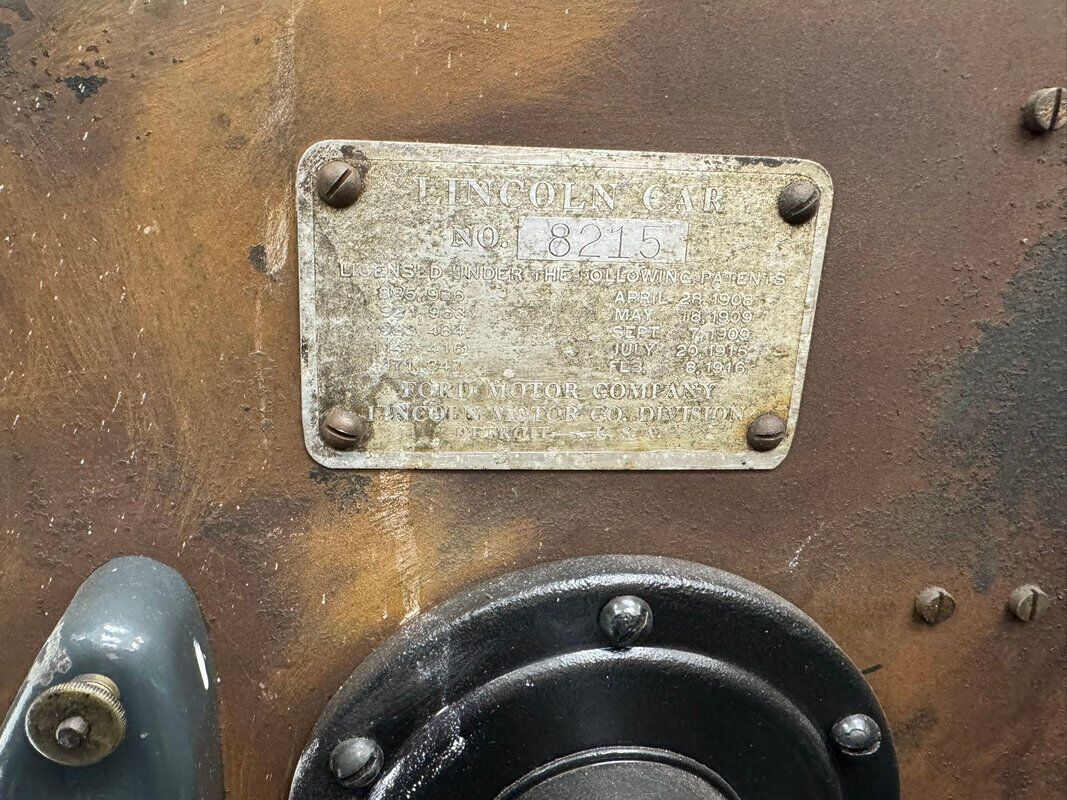 LINCOLN CAR
NO. 8215
LICENSED UNDER THE FOLLOWING PATENTS
APRIL 28, 1908
MAY 18, 1909
SEPT. 7, 1909
JULY 20, 1915
FEB. 8, 1916
FORD MOTOR COMPANY
LINCOLN MOTOR CO. DIVISION
DETROIT U.S.A.